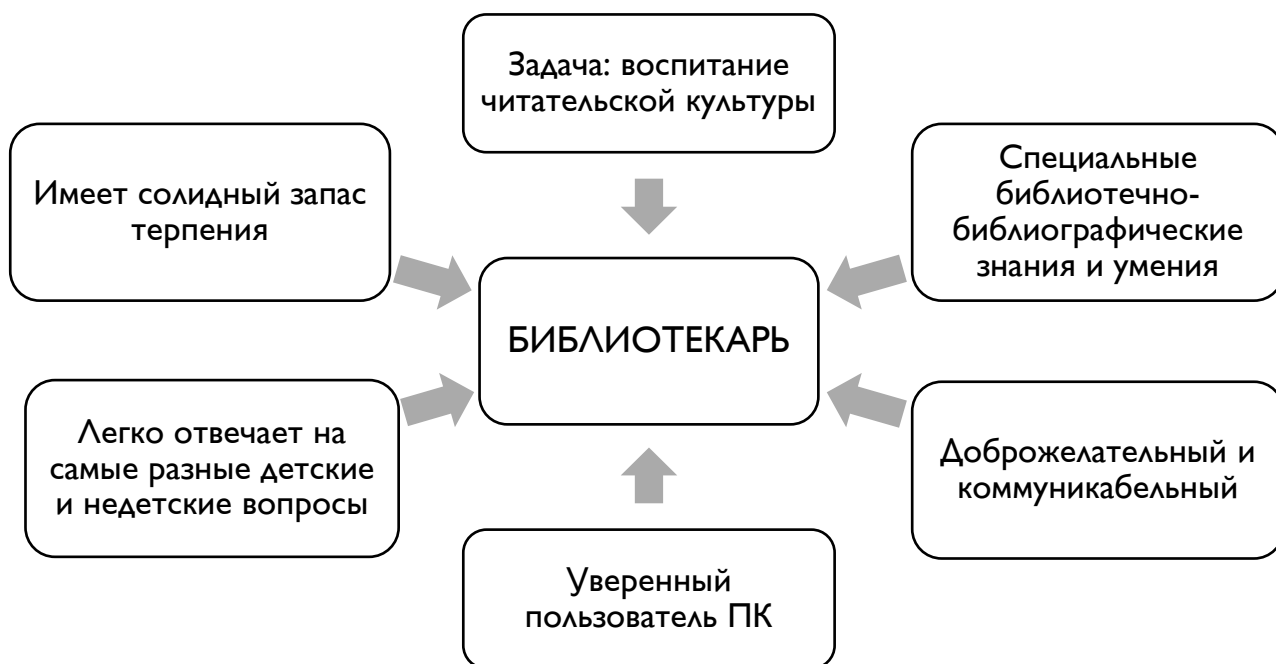 Задача: воспитание
читательской культуры
Имеет солидный запас
терпения
Специальные
библиотечно-
библиографические
знания и умения
БИБЛИОТЕКАРЬ
Легко отвечает на
самые разные детские
и недетские вопросы
Доброжелательный и
коммуникабельный
Уверенный
пользователь ПК